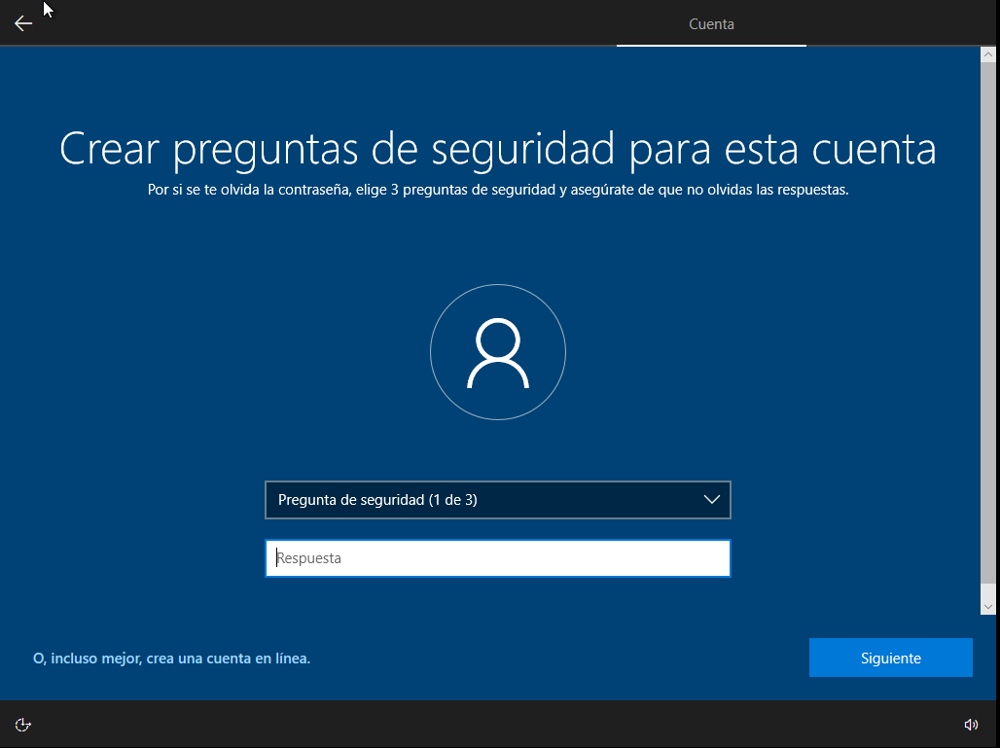 Cuenta
Crear preguntas de seguridad para esta cuenta
Por si se te olvida la contraseña, elige 3 preguntas de seguridad y asegúrate de que no olvidas las respuestas.
Pregunta de seguridad (1 de 3)
Respuesta
O, incluso mejor, crea una cuenta en línea.
Siguiente